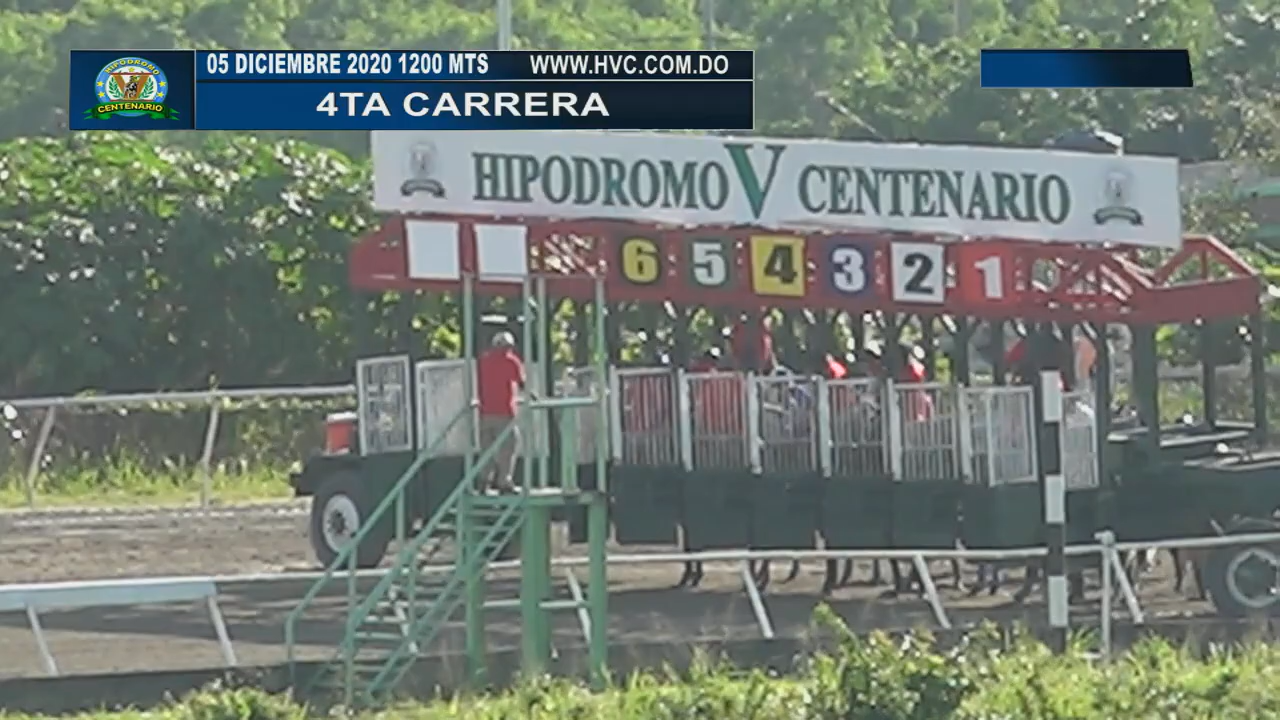 HIPODROMO
V
CENTENARIO
05 DICIEMBRE 2020 1200 MTS WWW.HVC.COM.DO
4TA CARRERA
HIPODROMO V CENTENARIO
6 5 4 3 2 1